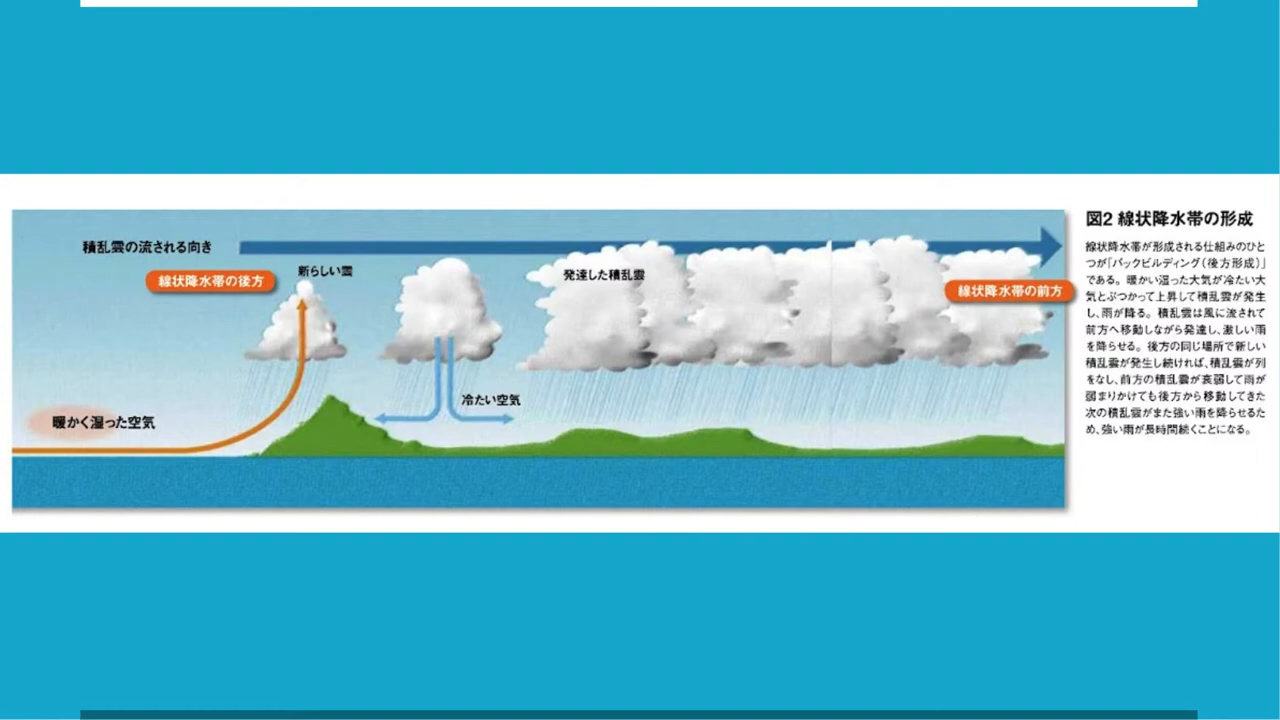 積乱雲の流される向き
線状降水帯の後方
新らしい雲
発達した積乱雲
線状降水帯の前方
冷たい空気
暖かく湿った空気
図2 線状降水帯の形成
線状降水帯が形成される仕組みのひと
つが「バックビルディング(後方形成)」
である。暖かい湿った大気が冷たい大
気とぶつかって上昇して積乱雲が発生
し、雨が降る。積乱雲は風に流されて
前方へ移動しながら発達し、激しい雨
を降らせる。後方の同じ場所で新しい
積乱雲が発生し続ければ、積乱雲が列
をなし、前方の積乱雲が衰弱して雨が
弱まりかけても後方から移動してきた
次の積乱雲がまた強い雨を降らせるた
め、強い雨が長時間続くことになる。